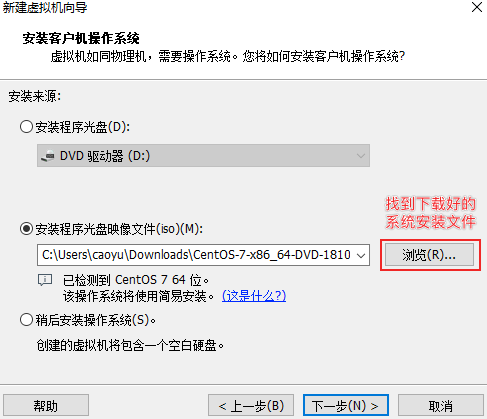 新建虚拟机向导
安装客户机操作系统
虚拟机如同物理机，需要操作系统。您将如何安装客户机操作系统?
安装来源:
安装程序光盘(D):
DVD 驱动器 (D:)
找到下载好的
系统安装文件
安装程序光盘映像文件(iso)(M):
C:\Users\caoyu\Downloads\CentOS-7-x86_64-DVD-1810
浏览(R)...
已检测到 CentOS 7 64 位。
该操作系统将使用简易安装。 (这是什么?)
稍后安装操作系统(S)。
创建的虚拟机将包含一个空白硬盘。
帮助 < 上一步(B) 下一步(N) > 取消